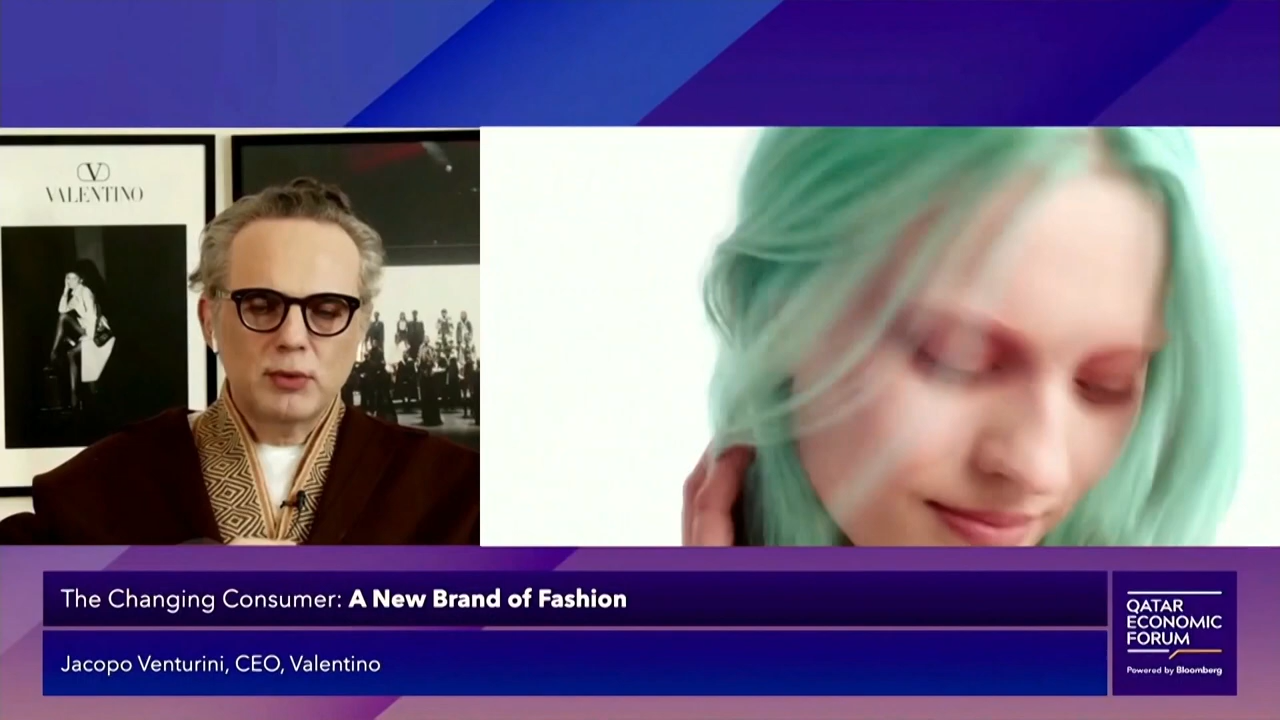 V
VALENTINO
The Changing Consumer: A New Brand of Fashion
Jacopo Venturini, CEO, Valentino
QATAR
ECONOMIC
FORUM
Powered by Bloomberg